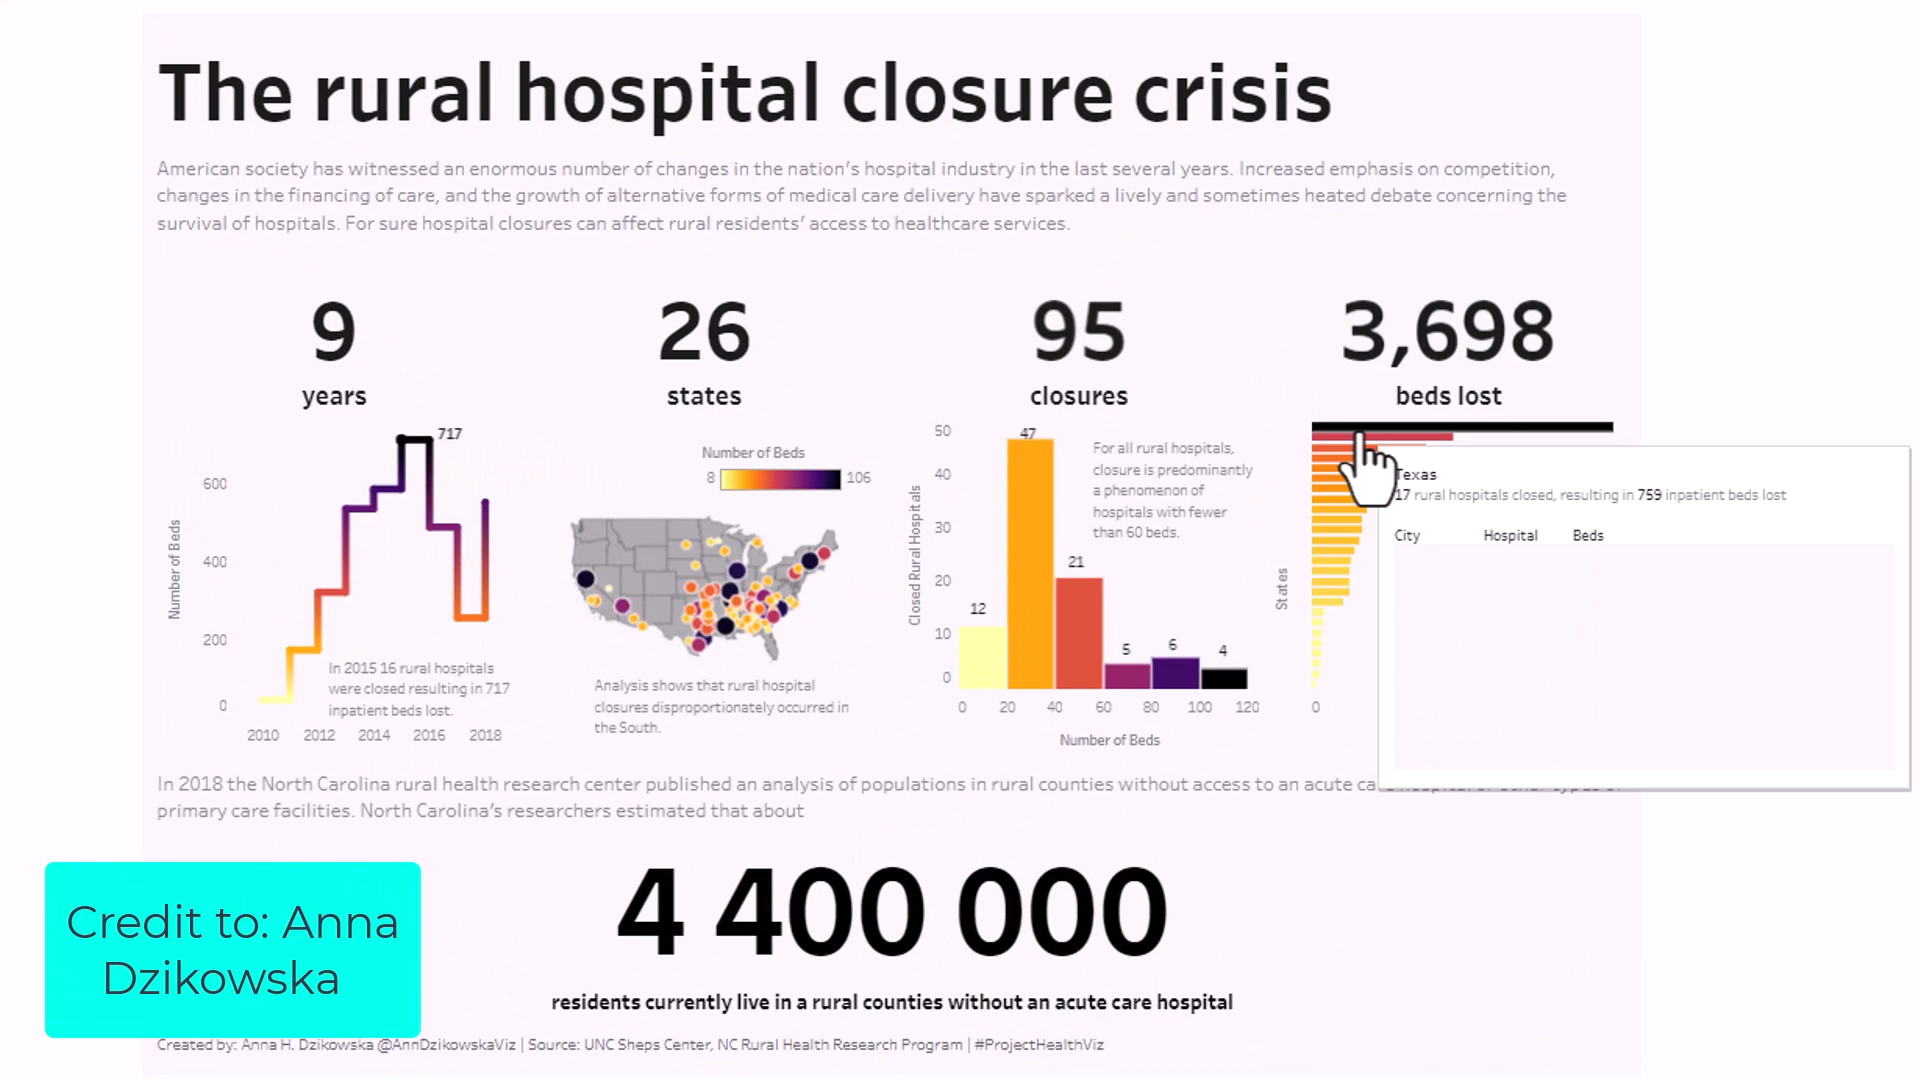 The rural hospital closure crisis
American society has witnessed an enormous number of changes in the nation's hospital industry in the last several years. Increased emphasis on competition,
changes in the financing of care, and the growth of alternative forms of medical care delivery have sparked a lively and sometimes heated debate concerning the
survival of hospitals. For sure hospital closures can affect rural residents' access to healthcare services.
9
years
717
Number of Beds
600
400
200
0
In 2015 16 rural hospitals
were closed resulting in 717
inpatient beds lost.
2010 2012 2014 2016 2018
26
states
Number of Beds
8 106
Analysis shows that rural hospital
closures disproportionately occurred in
the South.
95
closures
Closed Rural Hospitals
50
40
30
20
10
0
12 47 21 5 6 4
For all rural hospitals,
closure is predominantly
a phenomenon of
hospitals with fewer
than 60 beds.
0 20 40 60 80 100 120
Number of Beds
3,698
beds lost
States
0
Texas
17 rural hospitals closed, resulting in 759 inpatient beds lost
City Hospital Beds
In 2018 the North Carolina rural health research center published an analysis of populations in rural counties without access to an acute
primary care facilities. North Carolina's researchers estimated that about
4 400 000
residents currently live in a rural counties without an acute care hospital
Credit to: Anna
Dzikowska
Created by: Anna H. Dzikowska @AnnDzikowskaViz | Source: UNC Sheps Center, NC Rural Health Research Program | #ProjectHealthViz